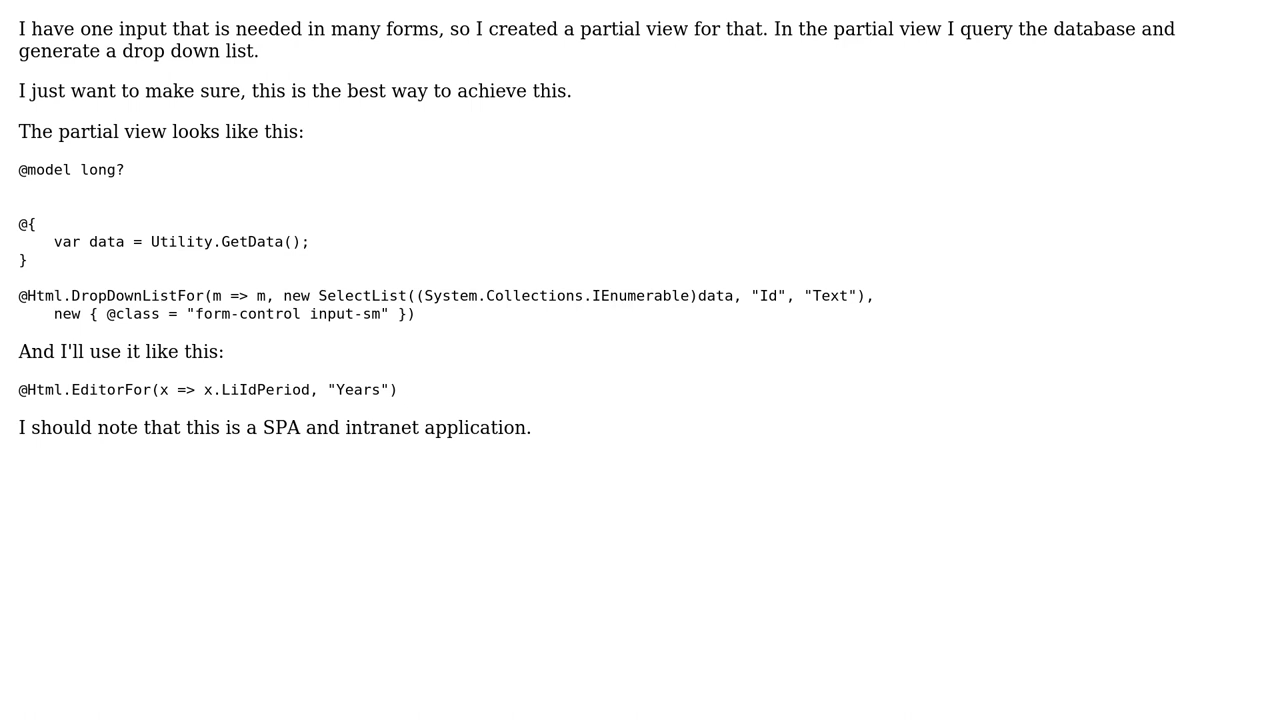 I have one input that is needed in many forms, so I created a partial view for that. In the partial view I query the database and
generate a drop down list.
I just want to make sure, this is the best way to achieve this.
The partial view looks like this:
@model long?
@{
    var data = Utility.GetData();
}
@Html.DropDownListFor(m => m, new SelectList((System.Collections.IEnumerable)data, "Id", "Text"),
    new { @class = "form-control input-sm" })
And I'll use it like this:
@Html.EditorFor(x => x.LiIdPeriod, "Years")
I should note that this is a SPA and intranet application.